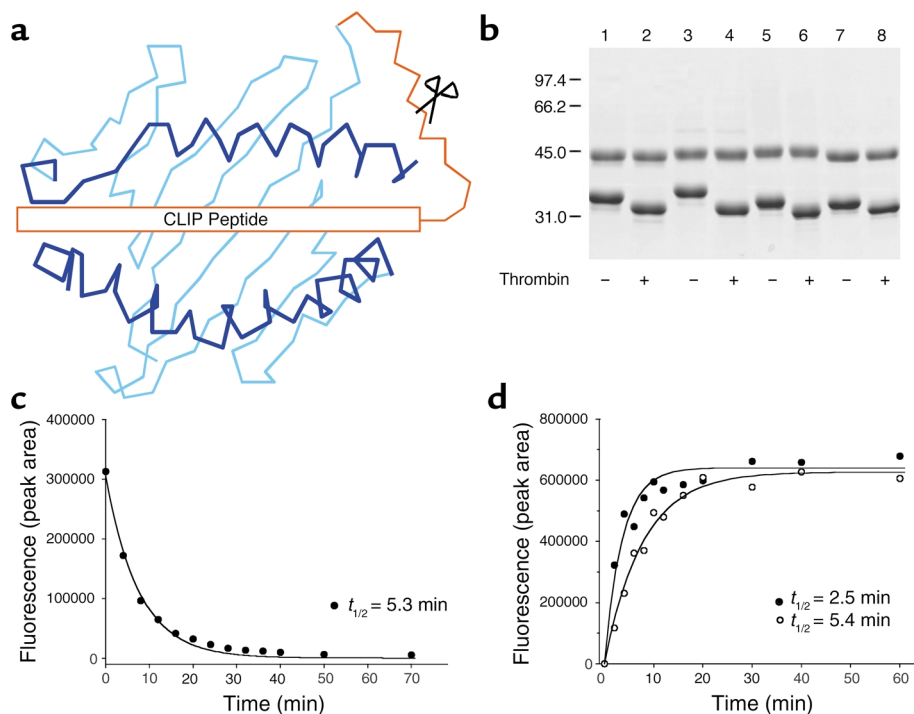 a
CLIP Peptide
b
1 2 3 4 5 6 7 8
97.4
66.2
45.0
31.0
Thrombin − + − + − + − +
c
Fluorescence (peak area)
400000
300000
200000
100000
0
t1/2 = 5.3 min
0 10 20 30 40 50 60 70
Time (min)
d
Fluorescence (peak area)
800000
600000
400000
200000
0
t1/2 = 2.5 min
t1/2 = 5.4 min
0 10 20 30 40 50 60
Time (min)